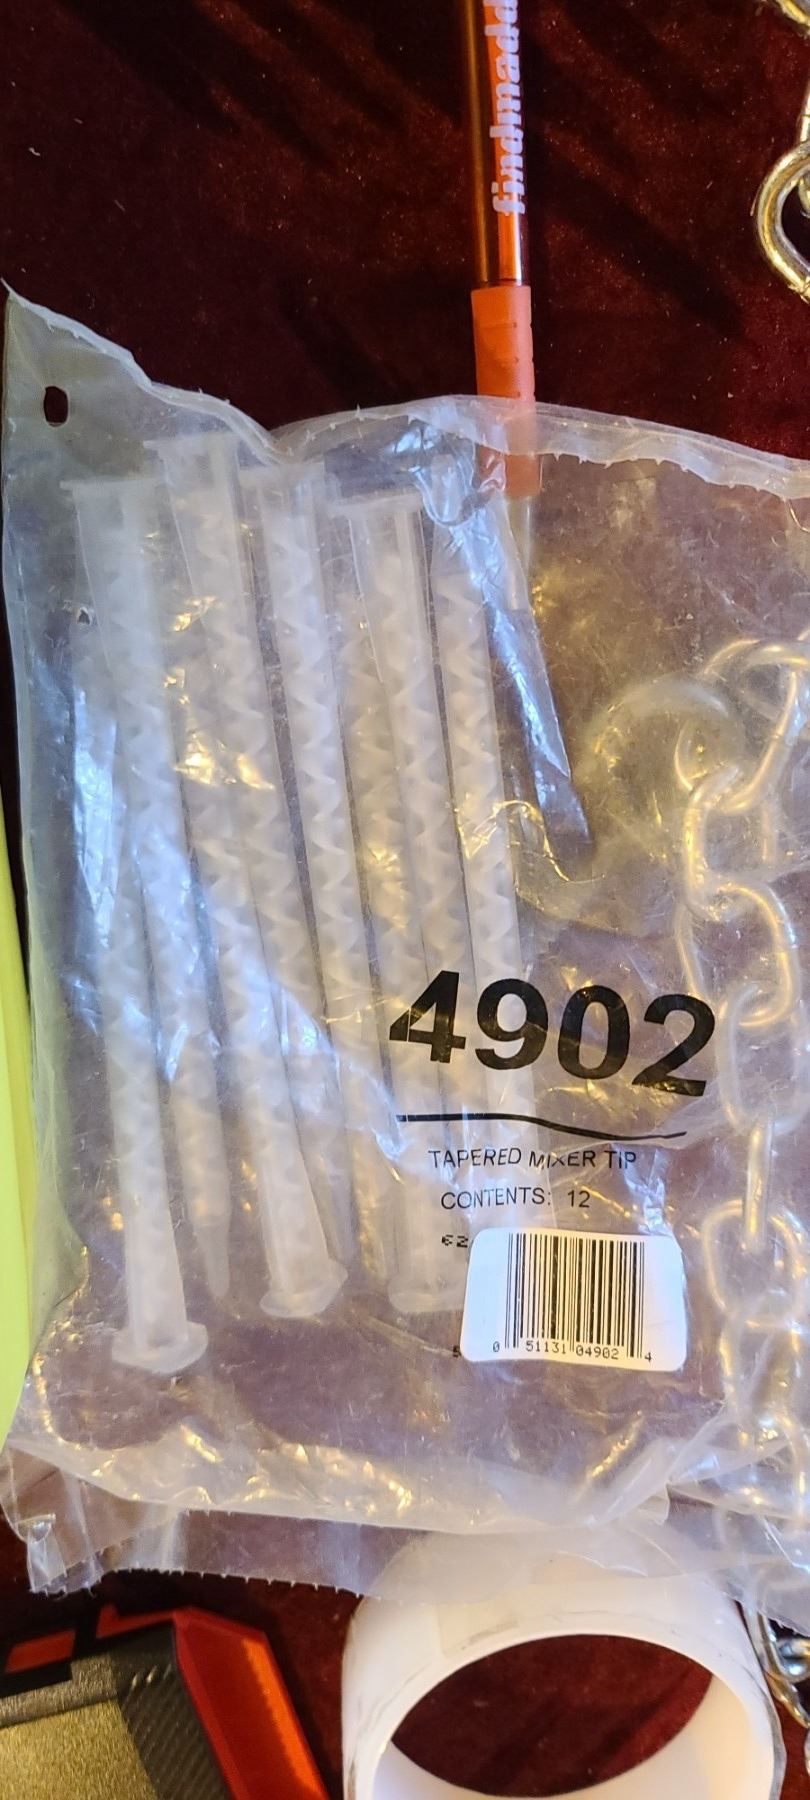 findmadd
4902
TAPERED MIXER TIP
CONTENTS: 12
0 51131 04902 4